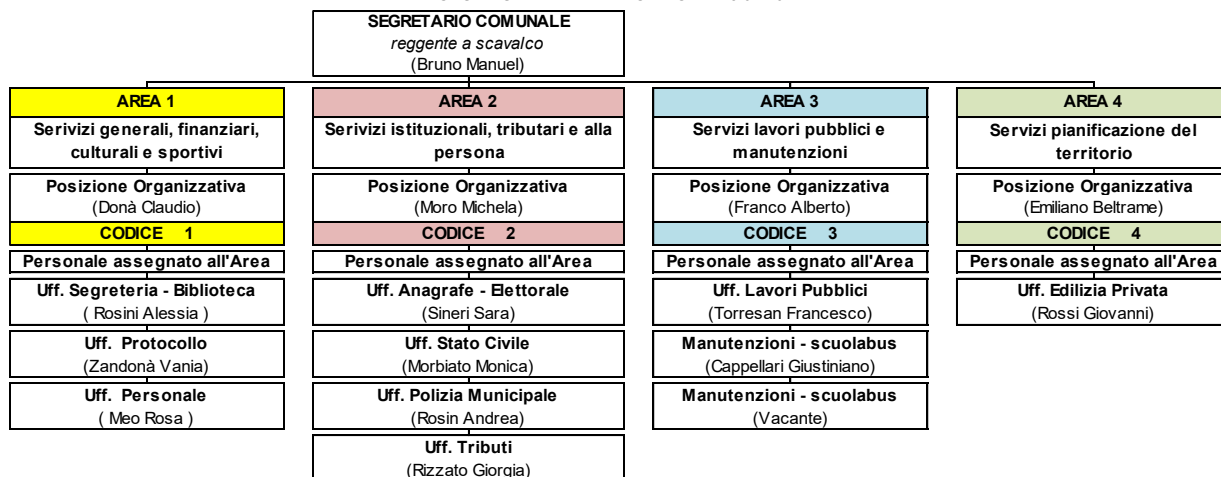 SEGRETARIO COMUNALE
reggente a scavalco
(Bruno Manuel)
AREA 1
Serivizi generali, finanziari,
culturali e sportivi
Posizione Organizzativa
(Donà Claudio)
CODICE 1
Personale assegnato all'Area
Uff. Segreteria - Biblioteca
( Rosini Alessia )
Uff. Protocollo
(Zandonà Vania)
Uff. Personale
( Meo Rosa )
AREA 2
Serivizi istituzionali, tributari e alla
persona
Posizione Organizzativa
(Moro Michela)
CODICE 2
Personale assegnato all'Area
Uff. Anagrafe - Elettorale
(Sineri Sara)
Uff. Stato Civile
(Morbiato Monica)
Uff. Polizia Municipale
(Rosin Andrea)
Uff. Tributi
(Rizzato Giorgia)
AREA 3
Servizi lavori pubblici e
manutenzioni
Posizione Organizzativa
(Franco Alberto)
CODICE 3
Personale assegnato all'Area
Uff. Lavori Pubblici
(Torresan Francesco)
Manutenzioni - scuolabus
(Cappellari Giustiniano)
Manutenzioni - scuolabus
(Vacante)
AREA 4
Servizi pianificazione del
territorio
Posizione Organizzativa
(Emiliano Beltrame)
CODICE 4
Personale assegnato all'Area
Uff. Edilizia Privata
(Rossi Giovanni)